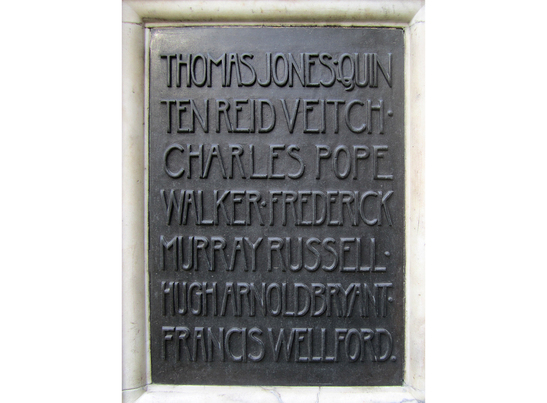 THOMAS JONES·QUIN
TEN REID VEITCH·
CHARLES POPE
WALKER·FREDERICK
MURRAY RUSSELL·
HUGH ARNOLD BRYANT·
FRANCIS WELLFORD.